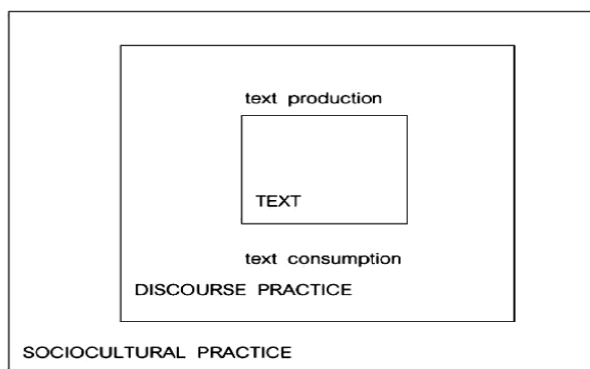 text production
TEXT
text consumption
DISCOURSE PRACTICE
SOCIOCULTURAL PRACTICE